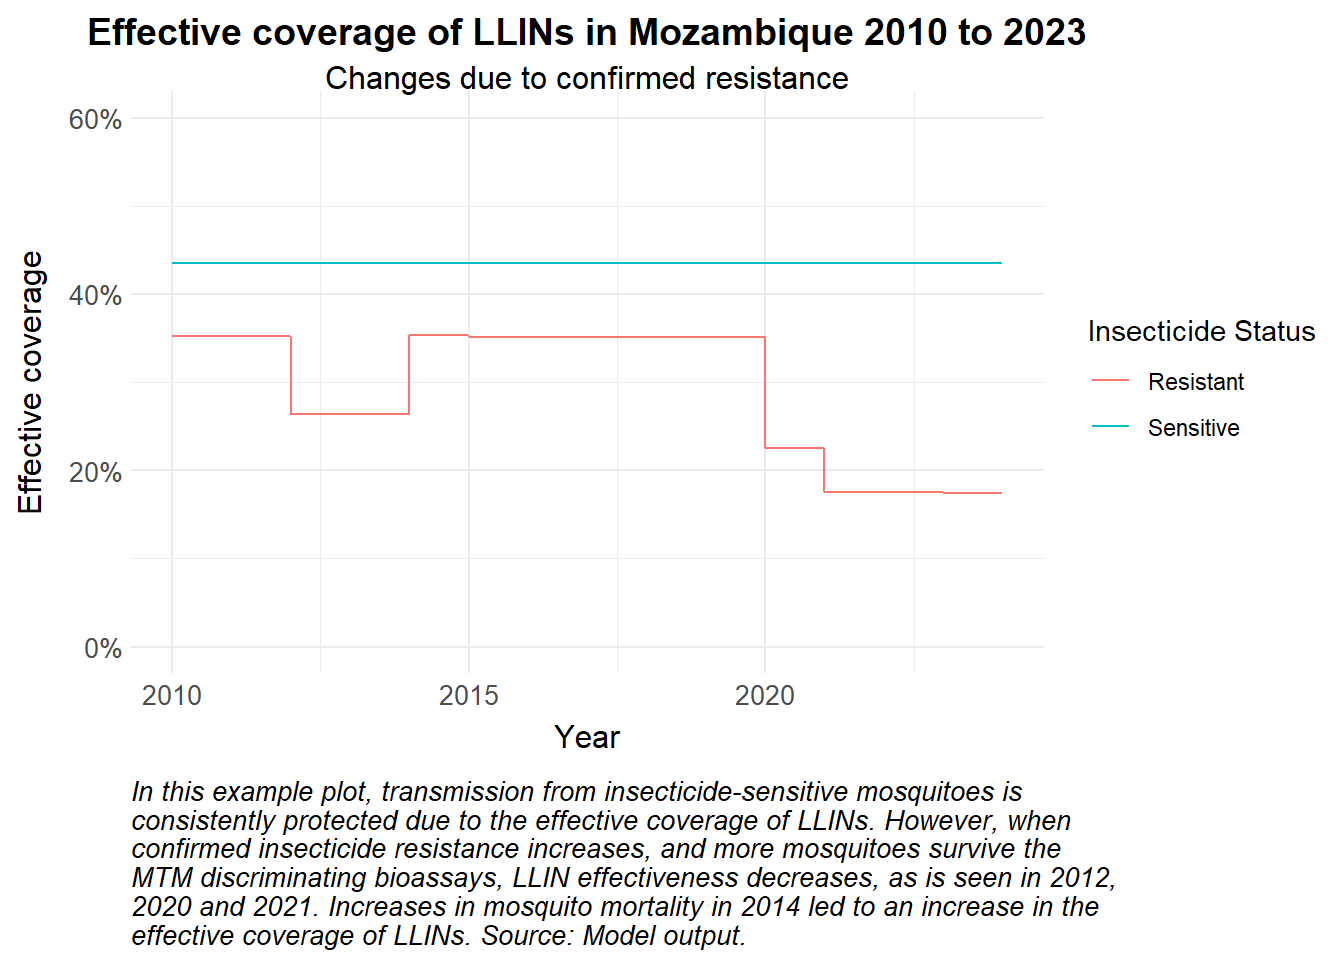 Effective coverage of LLINs in Mozambique 2010 to 2023
Changes due to confirmed resistance
60%
40%
20%
0%
Effective coverage
2010
2015
2020
Year
Insecticide Status
Resistant
Sensitive
In this example plot, transmission from insecticide-sensitive mosquitoes is
consistently protected due to the effective coverage of LLINs. However, when
confirmed insecticide resistance increases, and more mosquitoes survive the
MTM discriminating bioassays, LLIN effectiveness decreases, as is seen in 2012,
2020 and 2021. Increases in mosquito mortality in 2014 led to an increase in the
effective coverage of LLINs. Source: Model output.